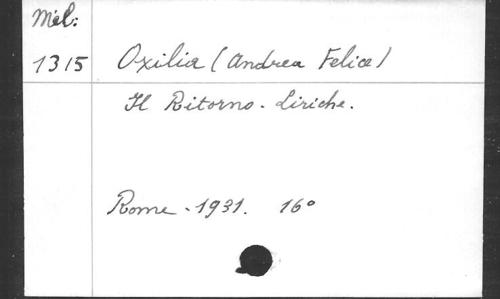 Mél:
1315 Oxilia (Andrea Felice)
Il Ritorno - Liriche.
Rome - 1931. 16°